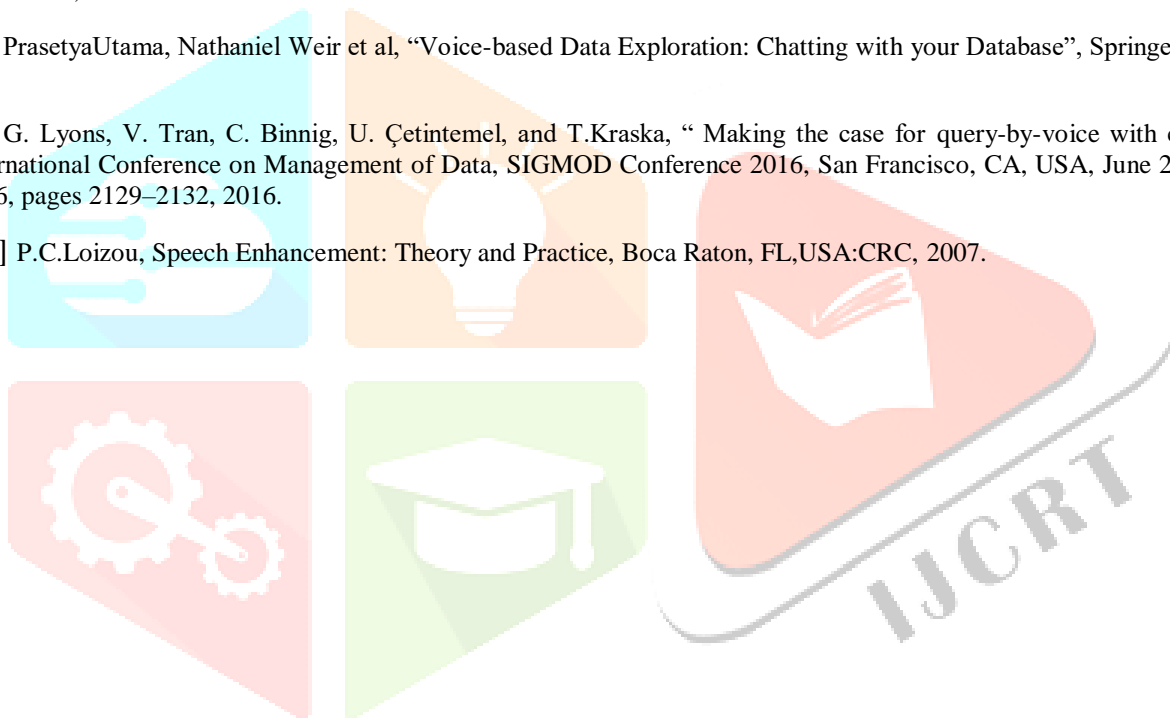 PrasetyaUtama, Nathaniel Weir et al, “Voice-based Data Exploration: Chatting with your Database”, Springe
G. Lyons, V. Tran, C. Binnig, U. Çetintemel, and T.Kraska, “ Making the case for query-by-voice with
rnational Conference on Management of Data, SIGMOD Conference 2016, San Francisco, CA, USA, June 2
6, pages 2129–2132, 2016.
] P.C.Loizou, Speech Enhancement: Theory and Practice, Boca Raton, FL,USA:CRC, 2007.
IJCRT